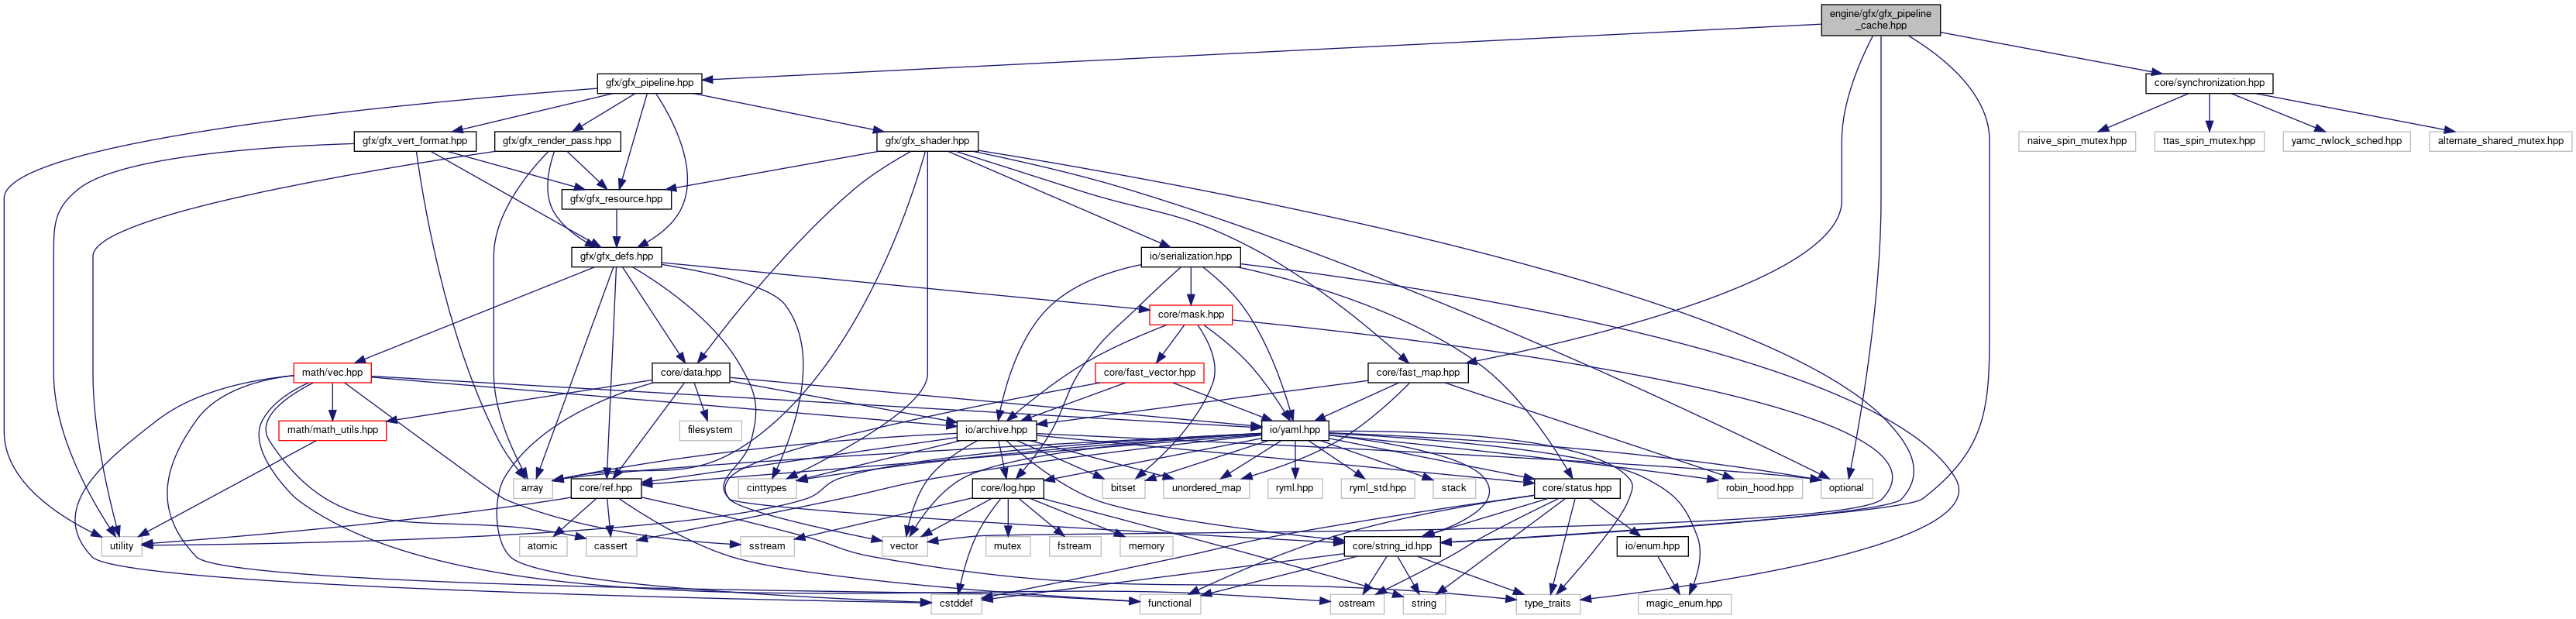 engine/gfx/gfx_pipeline
_cache.hpp
gfx/gfx_pipeline.hpp
core/synchronization.hpp
gfx/gfx_vert_format.hpp
gfx/gfx_render_pass.hpp
gfx/gfx_shader.hpp
naive_spin_mutex.hpp
ttas_spin_mutex.hpp
yamc_rwlock_sched.hpp
alternate_shared_mutex.hpp
gfx/gfx_resource.hpp
gfx/gfx_defs.hpp
io/serialization.hpp
core/mask.hpp
math/vec.hpp
core/data.hpp
core/fast_vector.hpp
core/fast_map.hpp
math/math_utils.hpp
filesystem
io/archive.hpp
io/yaml.hpp
array
core/ref.hpp
cinttypes
core/log.hpp
bitset
unordered_map
ryml.hpp
ryml_std.hpp
stack
core/status.hpp
robin_hood.hpp
optional
utility
atomic
cassert
sstream
vector
mutex
fstream
memory
core/string_id.hpp
io/enum.hpp
cstddef
functional
ostream
string
type_traits
magic_enum.hpp